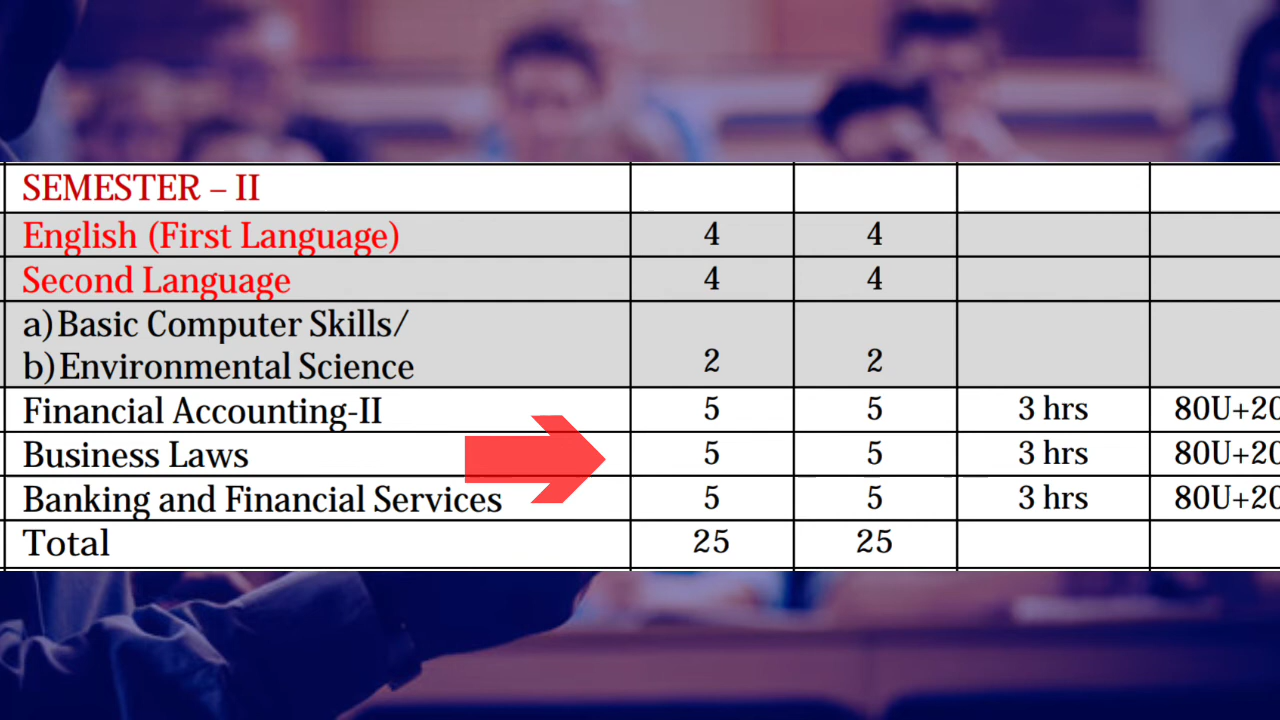 SEMESTER – II
English (First Language) 4 4
Second Language 4 4
a) Basic Computer Skills/
b) Environmental Science 2 2
Financial Accounting-II 5 5 3 hrs 80U+20
Business Laws 5 5 3 hrs 80U+20
Banking and Financial Services 5 5 3 hrs 80U+20
Total 25 25